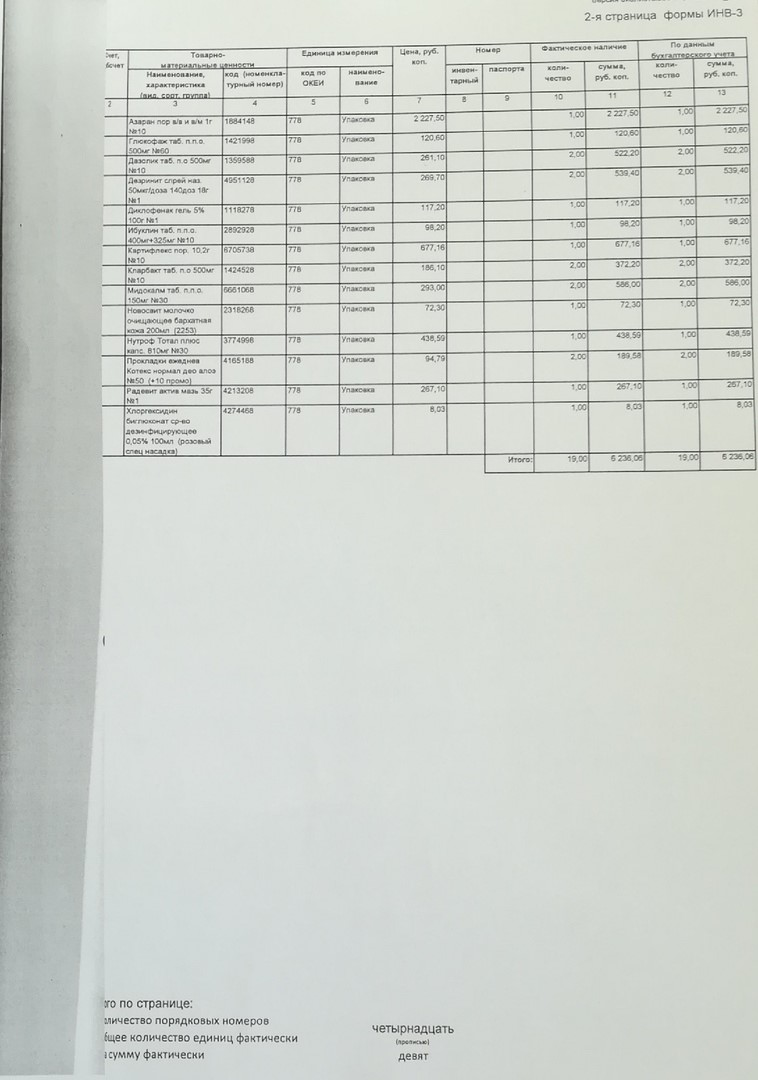 2-я страница формы ИНВ-3
Товарно-материальные ценности Единица измерения Цена, руб. коп. Номер Фактическое наличие По данным бухгалтерского учета
Наименование, характеристика (вид, сорт, группа) код (номенкла-турный номер) код по ОКЕИ наимено-вание инвен-тарный паспорта коли-чество сумма, руб. коп. коли-чество сумма, руб. коп.
2 3 4 5 6 7 8 9 10 11 12 13
Азаран пор в/в и в/м 1г 1884148 778 Упаковка 2 227,50 1,00 2 227,50 1,00 2 227,50
№10
Глюкофаж таб. п.п.о. 1421998 778 Упаковка 120,60 1,00 120,60 1,00 120,60
500мг №60
Дазолик таб. п.о 500мг 1359588 778 Упаковка 261,10 2,00 522,20 2,00 522,20
№10
Дезринит спрей наз. 4951128 778 Упаковка 269,70 2,00 539,40 2,00 539,40
50мкг/доза 140доз 18г
№1
Диклофенак гель 5% 1118278 778 Упаковка 117,20 1,00 117,20 1,00 117,20
100г №1
Ибуклин таб. п.п.о. 2892928 778 Упаковка 98,20 1,00 98,20 1,00 98,20
400мг+325мг №10
Картифлекс пор. 10,2г 6705738 778 Упаковка 677,16 1,00 677,16 1,00 677,16
№10
Кларбакт таб. п.о 500мг 1424528 778 Упаковка 186,10 2,00 372,20 2,00 372,20
№10
Мидокалм таб. п.п.о. 6661068 778 Упаковка 293,00 2,00 586,00 2,00 586,00
150мг №30
Новосвит молочко 2318268 778 Упаковка 72,30 1,00 72,30 1,00 72,30
очищающее бархатная
кожа 200мл (2253)
Нутроф Тотал плюс 3774998 778 Упаковка 438,59 1,00 438,59 1,00 438,59
капс. 810мг №30
Прокладки ежеднев 4165188 778 Упаковка 94,79 2,00 189,58 2,00 189,58
Котекс нормал део алоэ
№50 (+10 промо)
Радевит актив мазь 35г 4213208 778 Упаковка 267,10 1,00 267,10 1,00 267,10
№1
Хлоргексидин 4274468 778 Упаковка 8,03 1,00 8,03 1,00 8,03
биглюконат ср-во
дезинфицирующее
0,05% 100мл (розовый
спец насадка)
Итого: 19,00 6 236,06 19,00 6 236,06
ого по странице:
оличество порядковых номеров четырнадцать
(прописью)
бщее количество единиц фактически девят
а сумму фактически